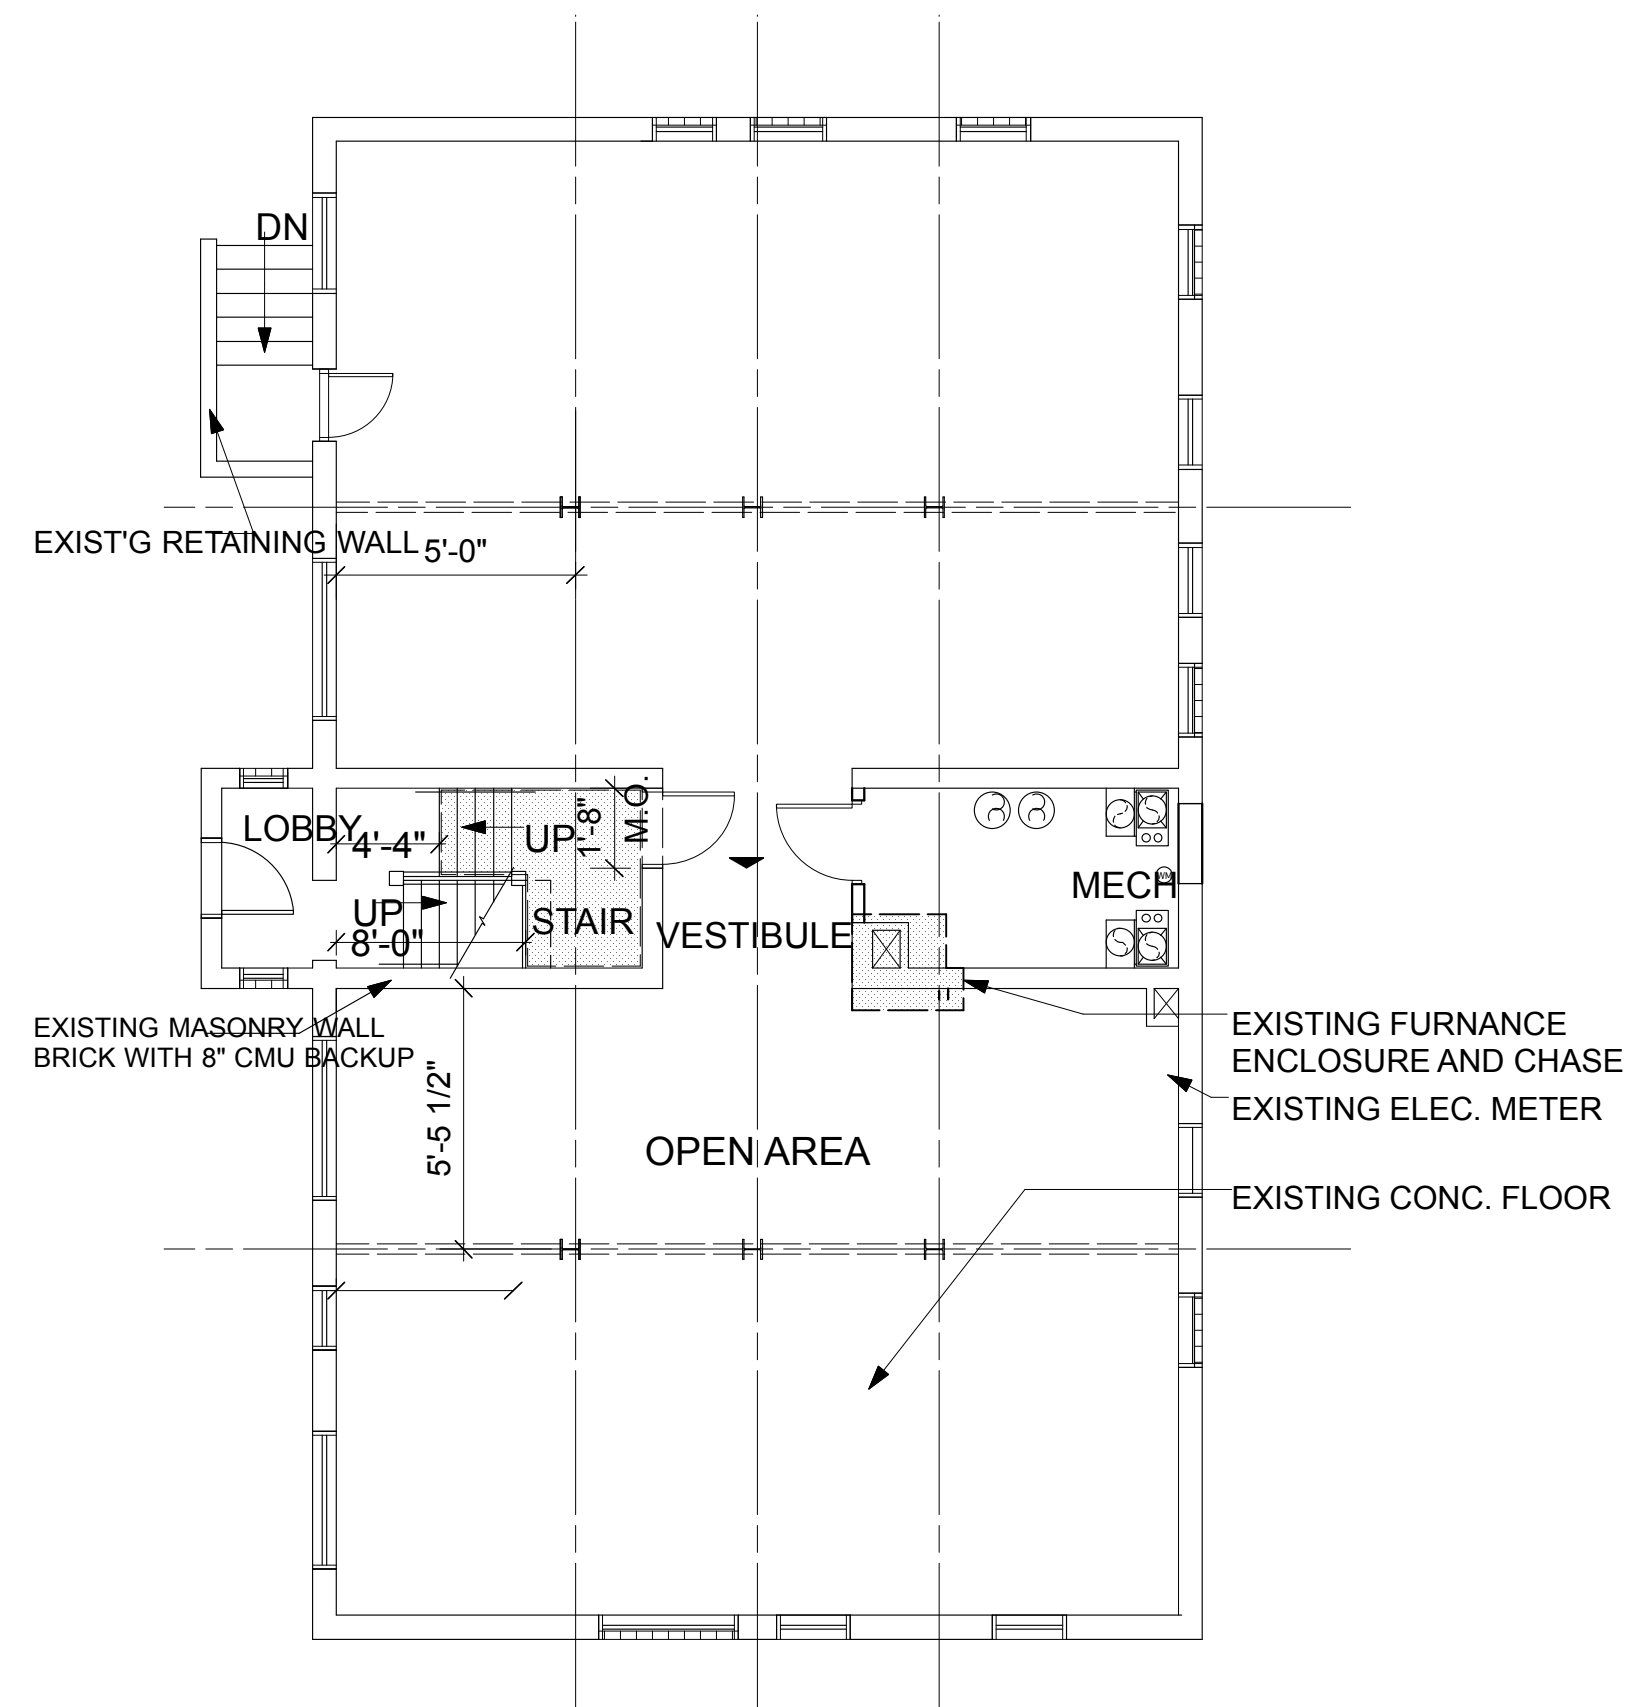 DN
EXIST'G RETAINING WALL
5'-0"
LOBBY
4'-4"
UP
1'-8"
M.O.
UP
8'-0"
STAIR
VESTIBULE
MECH
WM
EXISTING MASONRY WALL
BRICK WITH 8" CMU BACKUP
5'-5 1/2"
OPEN AREA
EXISTING FURNANCE
ENCLOSURE AND CHASE
EXISTING ELEC. METER
EXISTING CONC. FLOOR